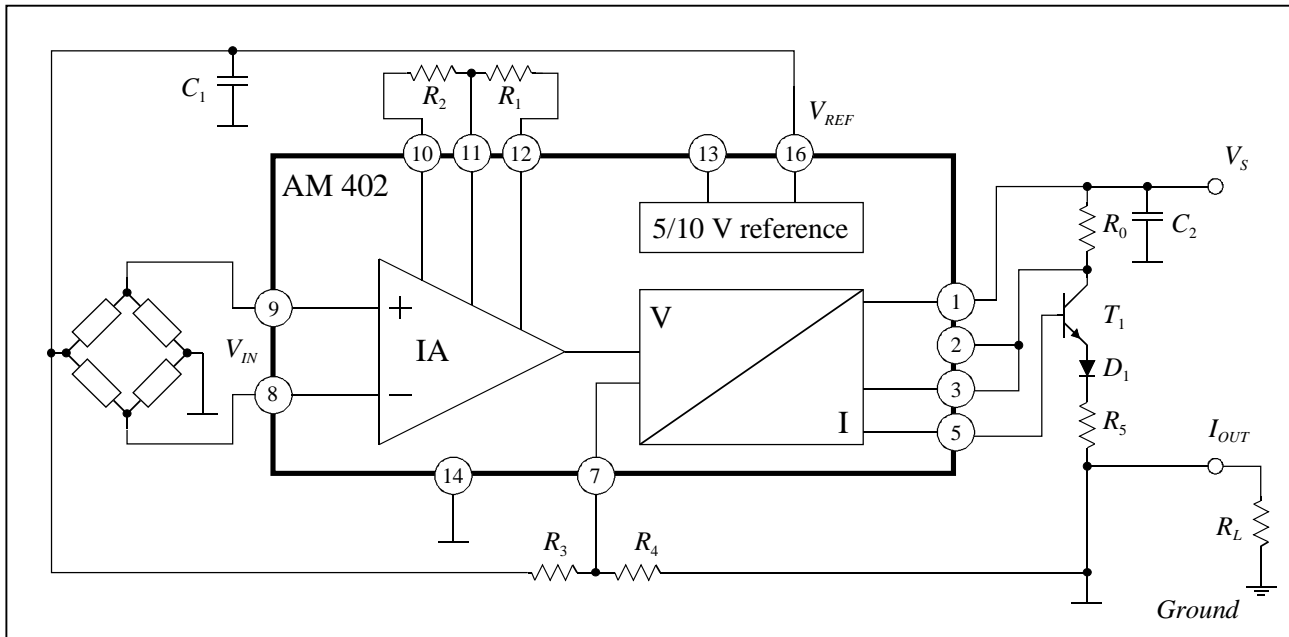 C1
R2
R1
VREF
10
11
12
13
16
AM 402
VS
5/10 V reference
R0
C2
9
+
V
1
T1
VIN
IA
2
D1
8
−
3
I
5
R5
IOUT
14
7
RL
R3
R4
Ground